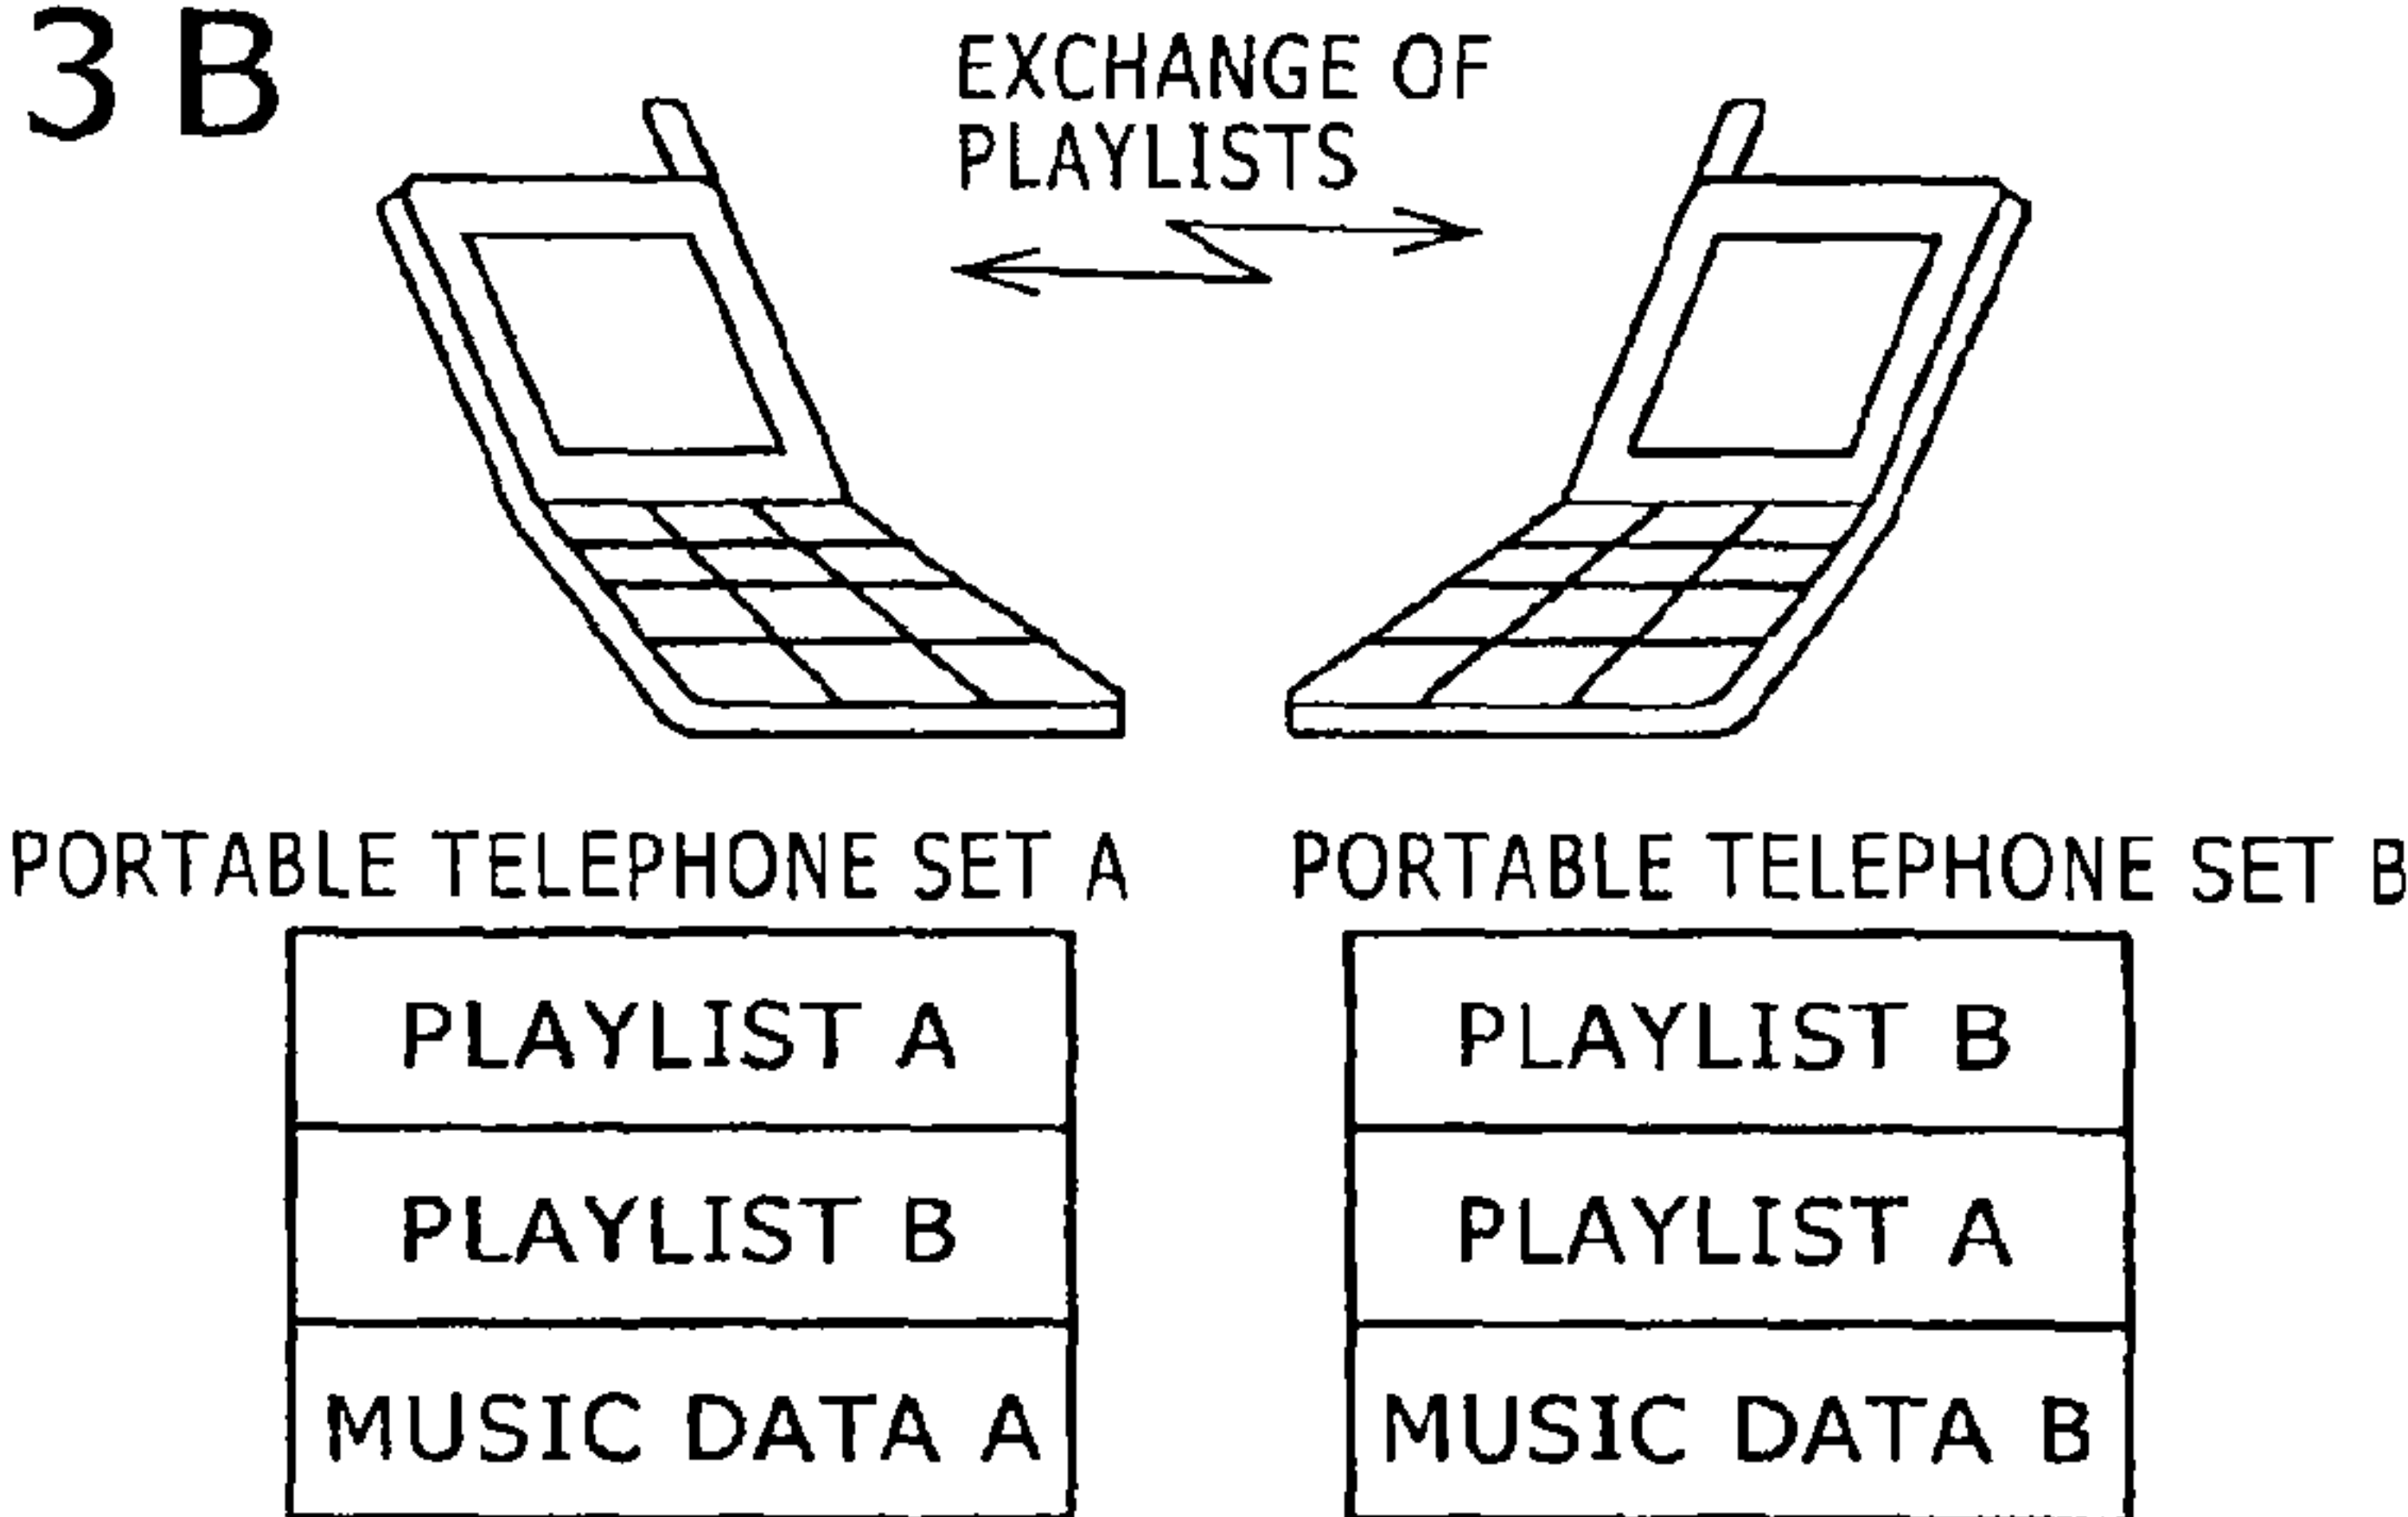 3B
EXCHANGE OF
PLAYLISTS
PORTABLE TELEPHONE SET A
PORTABLE TELEPHONE SET B
PLAYLIST A
PLAYLIST B
MUSIC DATA A
PLAYLIST B
PLAYLIST A
MUSIC DATA B